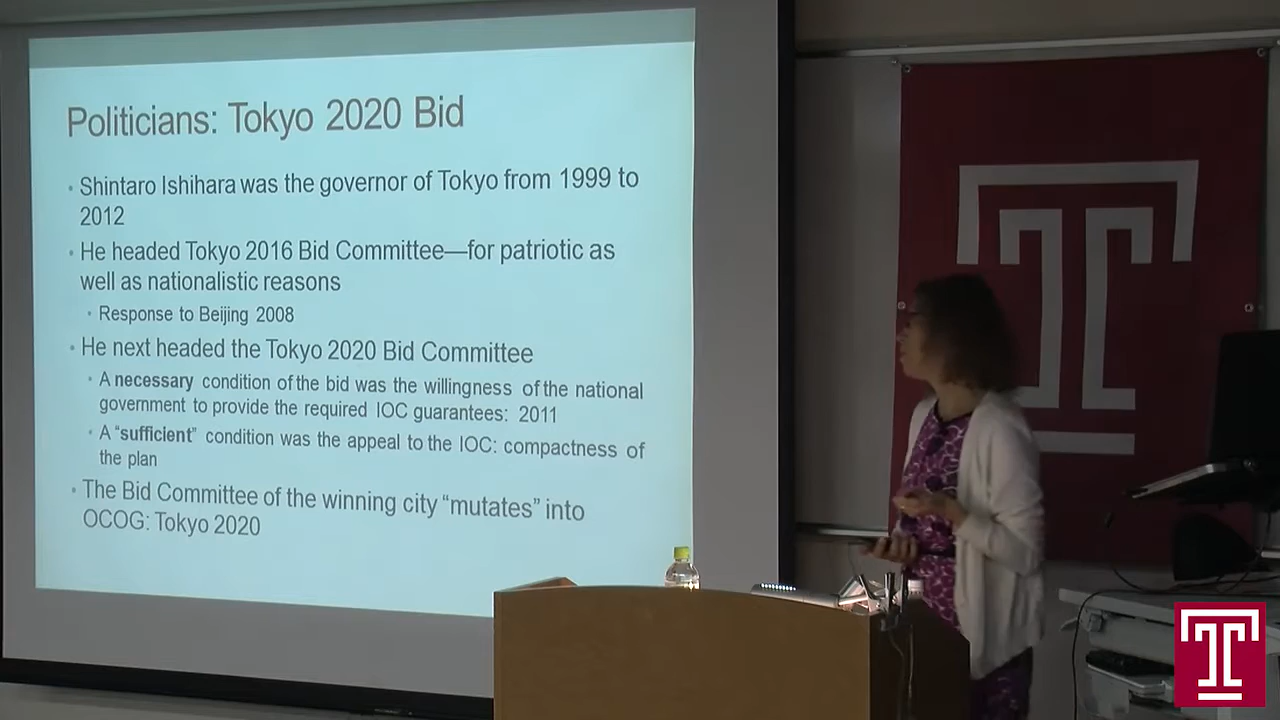 Politicians: Tokyo 2020 Bid
• Shintaro Ishihara was the governor of Tokyo from 1999 to
2012
• He headed Tokyo 2016 Bid Committee—for patriotic as
well as nationalistic reasons
• Response to Beijing 2008
• He next headed the Tokyo 2020 Bid Committee
• A necessary condition of the bid was the willingness of the national
government to provide the required IOC guarantees: 2011
• A “sufficient” condition was the appeal to the IOC: compactness of
the plan
• The Bid Committee of the winning city “mutates” into
OCOG: Tokyo 2020
T
T